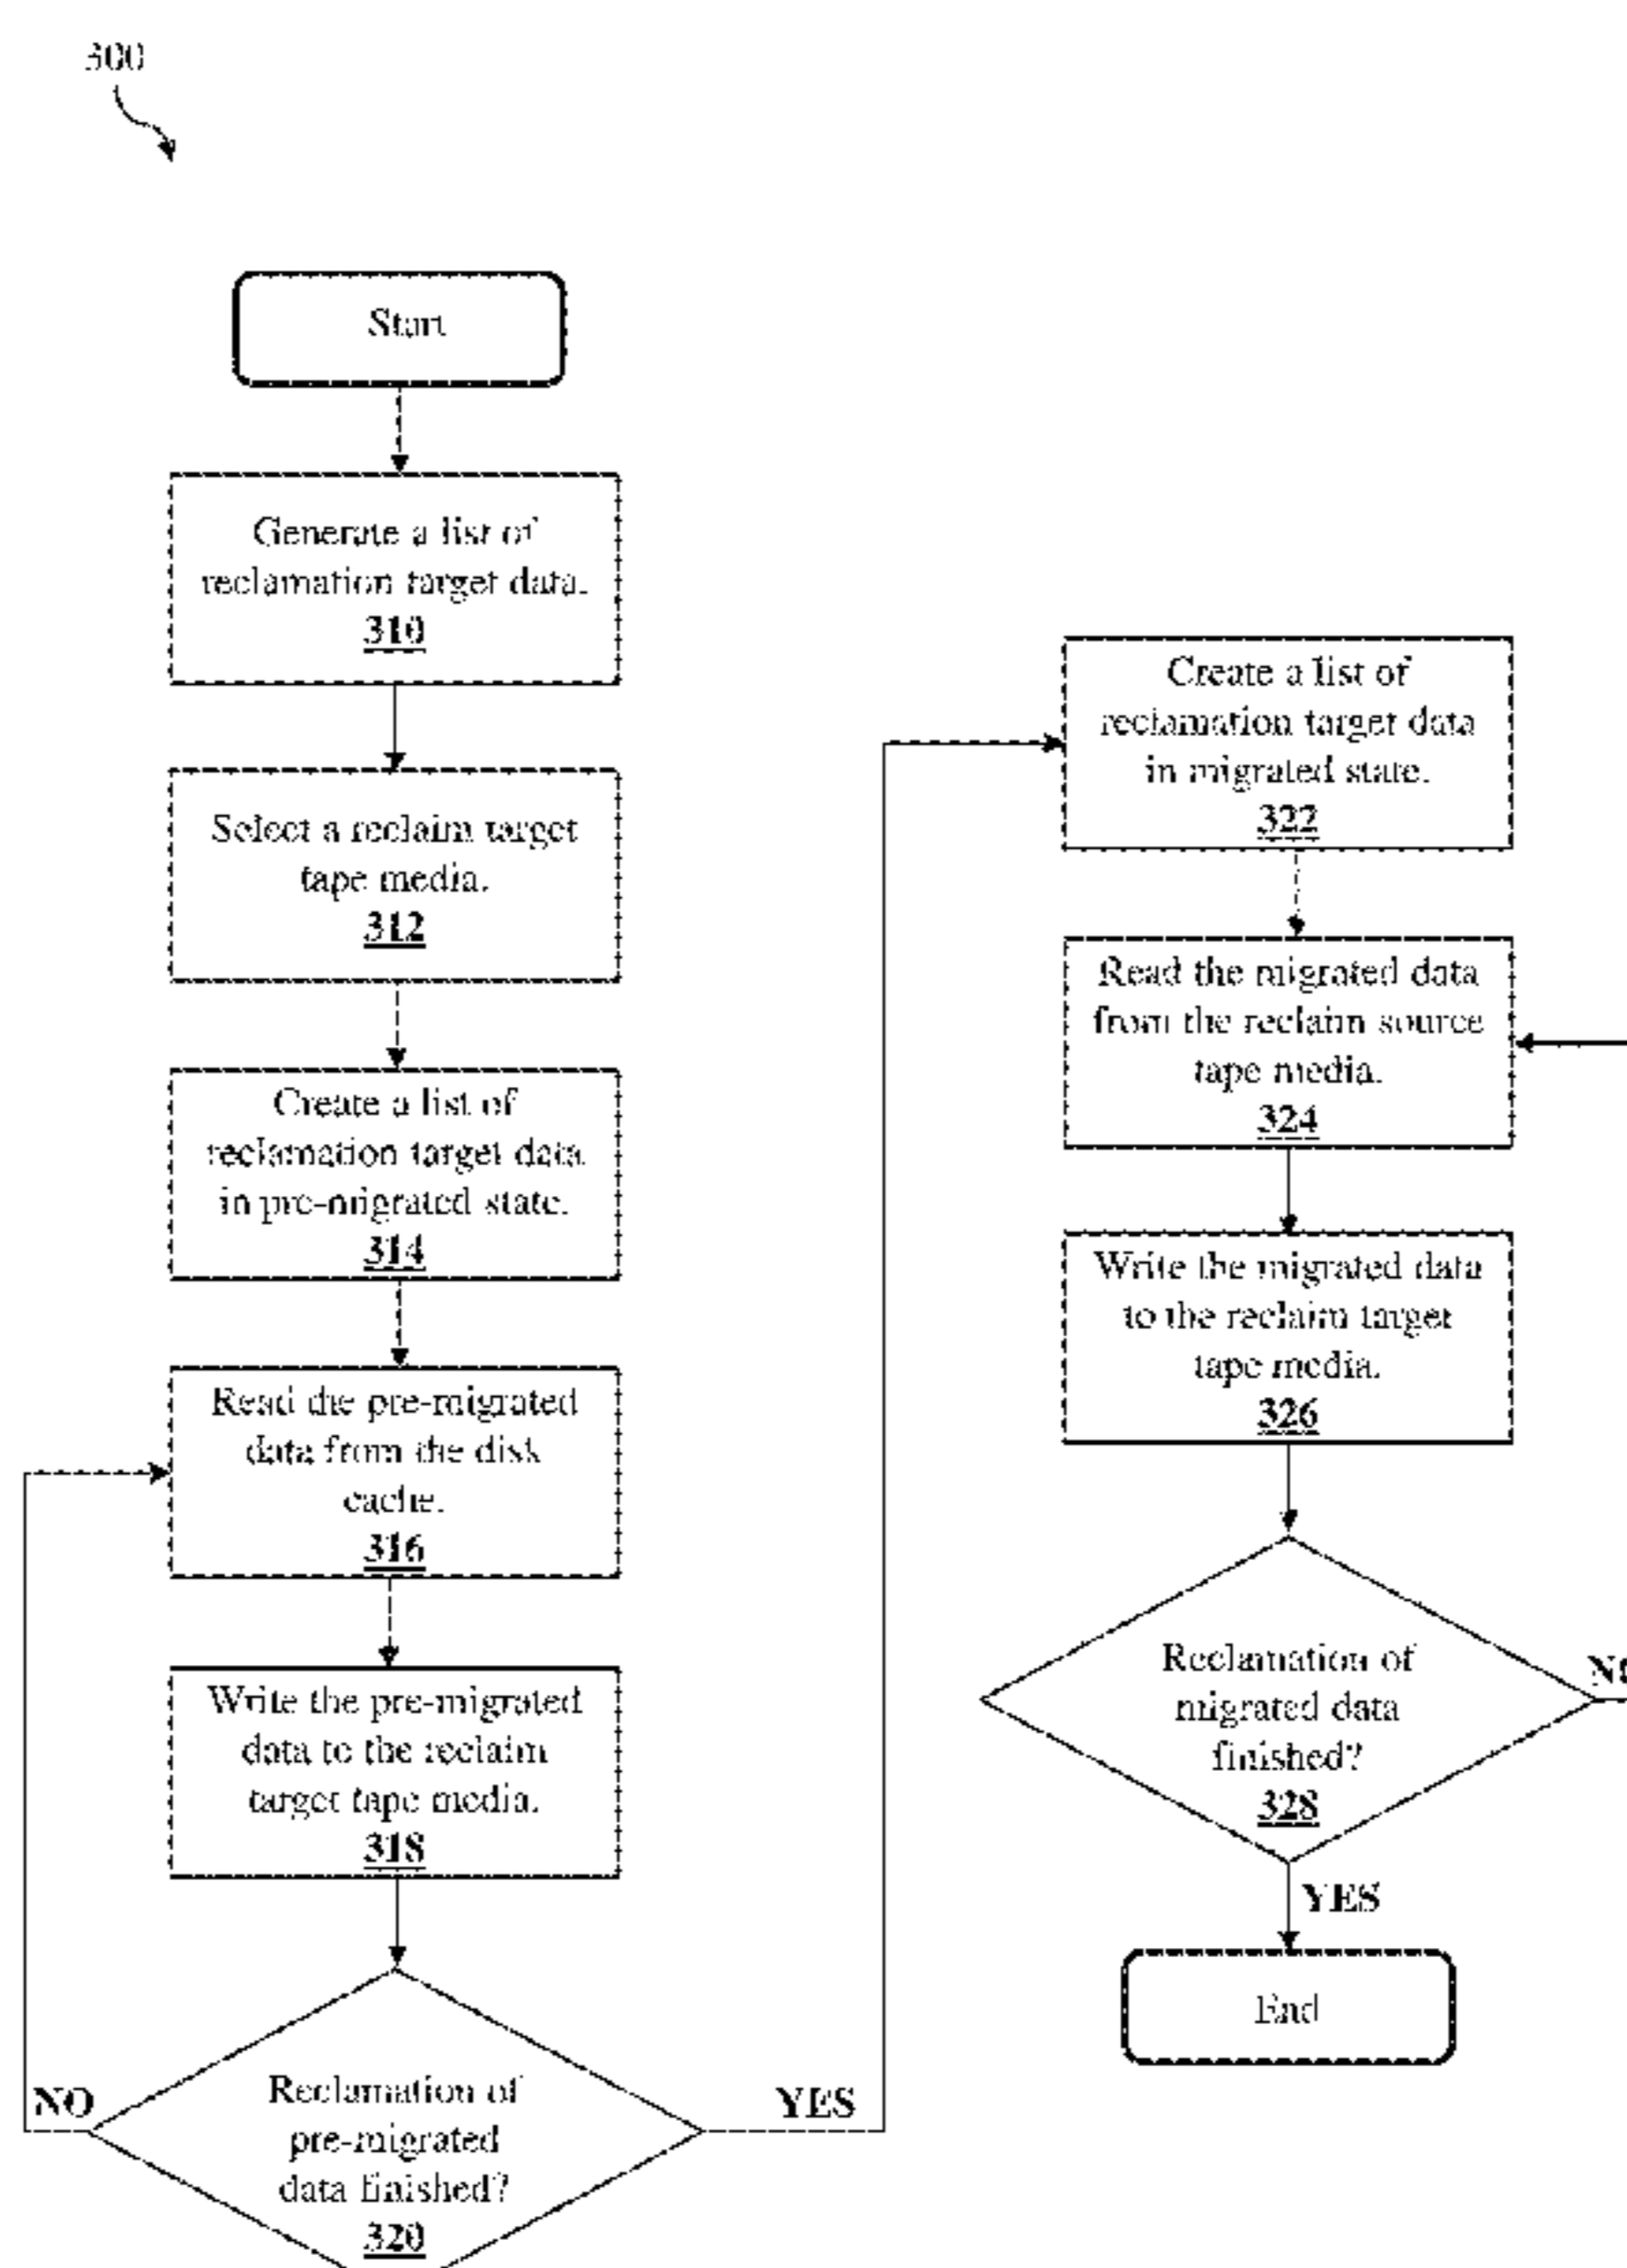 300
Start
Generate a list of
reclamation target data.
310
Select a reclaim target
tape media.
312
Create a list of
reclamation target data
in pre-migrated state.
314
Read the pre-migrated
data from the disk
cache.
316
Write the pre-migrated
data to the reclaim
target tape media.
318
NO
Reclamation of
pre-migrated
data finished?
320
YES
Create a list of
reclamation target data
in migrated state.
322
Read the migrated data
from the reclaim source
tape media.
324
Write the migrated data
to the reclaim target
tape media.
326
Reclamation of
migrated data
finished?
328
NO
YES
End